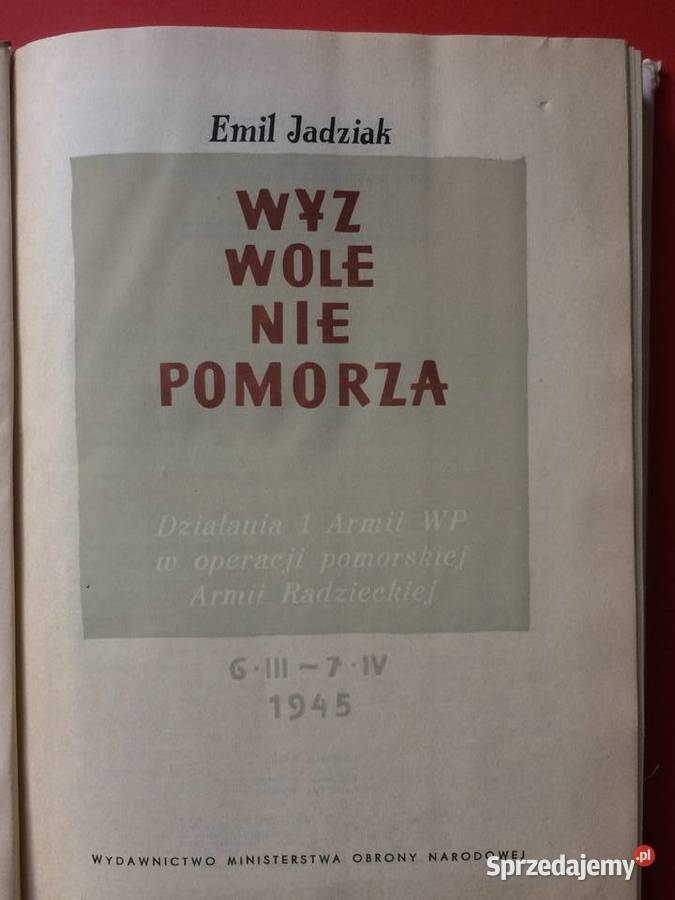 Emil Jadziak
WYZ
WOLE
NIE
POMORZA
Działania 1 Armii WP
w operacji pomorskiej
Armii Radzieckiej
6·III — 7·IV
1945
WYDAWNICTWO MINISTERSTWA OBRONY NARODOWEJ
Sprzedajemy.pl